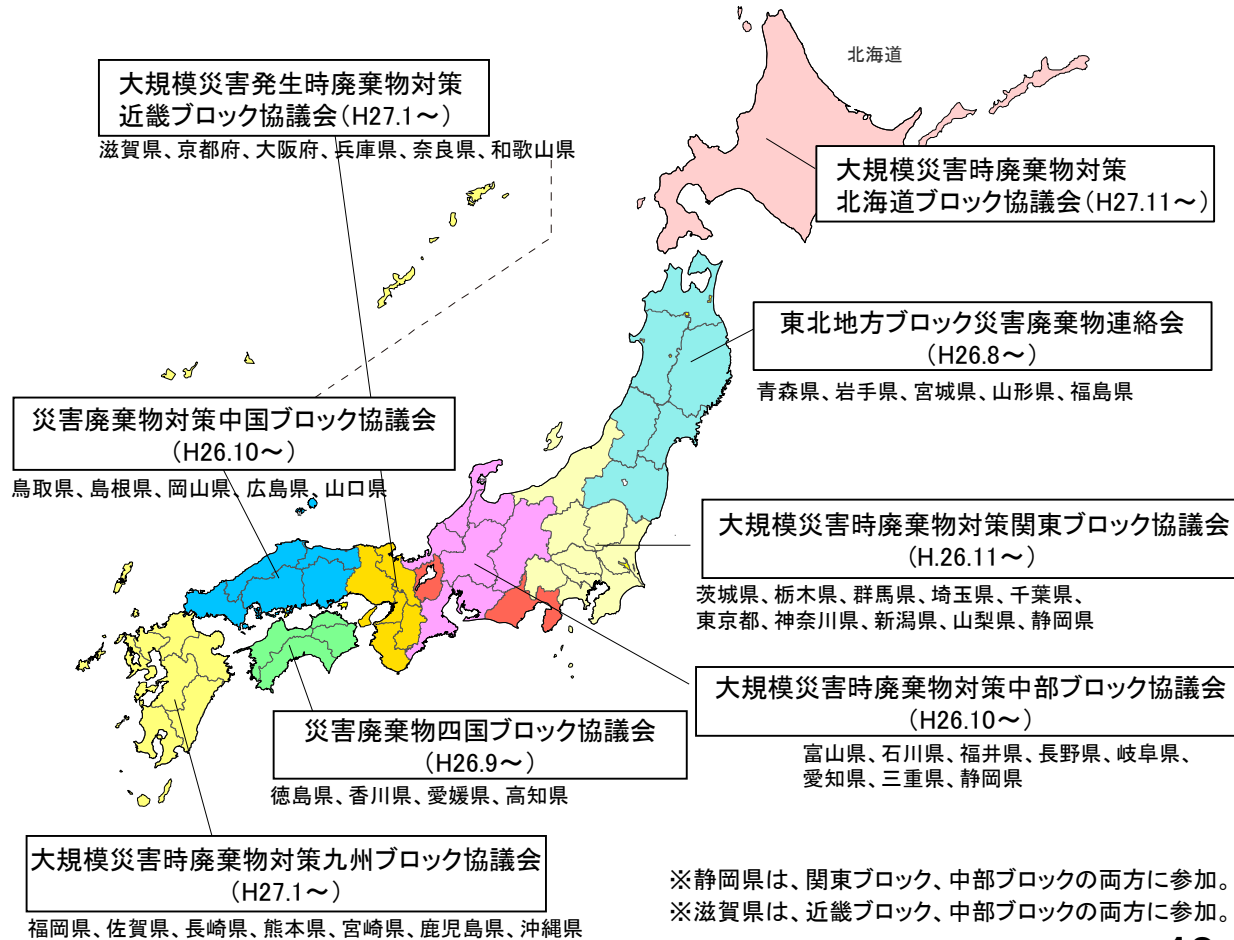 北海道
大規模災害発生時廃棄物対策
近畿ブロック協議会(H27.1～)
滋賀県、京都府、大阪府、兵庫県、奈良県、和歌山県
大規模災害時廃棄物対策
北海道ブロック協議会(H27.11～)
東北地方ブロック災害廃棄物連絡会
(H26.8～)
青森県、岩手県、宮城県、山形県、福島県
災害廃棄物対策中国ブロック協議会
(H26.10～)
鳥取県、島根県、岡山県、広島県、山口県
大規模災害時廃棄物対策関東ブロック協議会
(H.26.11～)
茨城県、栃木県、群馬県、埼玉県、千葉県、
東京都、神奈川県、新潟県、山梨県、静岡県
大規模災害時廃棄物対策中部ブロック協議会
(H26.10～)
富山県、石川県、福井県、長野県、岐阜県、
愛知県、三重県、静岡県
災害廃棄物四国ブロック協議会
(H26.9～)
徳島県、香川県、愛媛県、高知県
大規模災害時廃棄物対策九州ブロック協議会
(H27.1～)
福岡県、佐賀県、長崎県、熊本県、宮崎県、鹿児島県、沖縄県
※静岡県は、関東ブロック、中部ブロックの両方に参加。
※滋賀県は、近畿ブロック、中部ブロックの両方に参加。